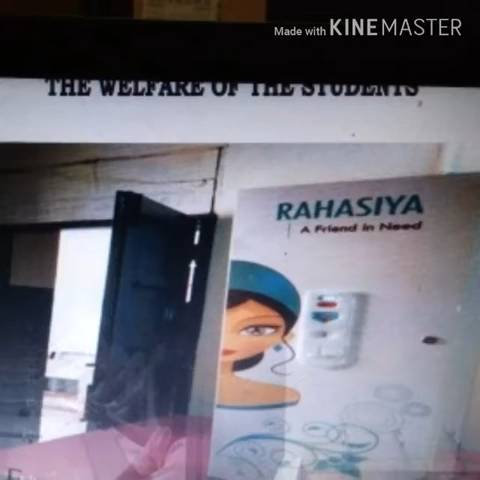 Made with KINEMASTER
THE WELFARE OF THE STUDENTS
RAHASIYA
A Friend in Need